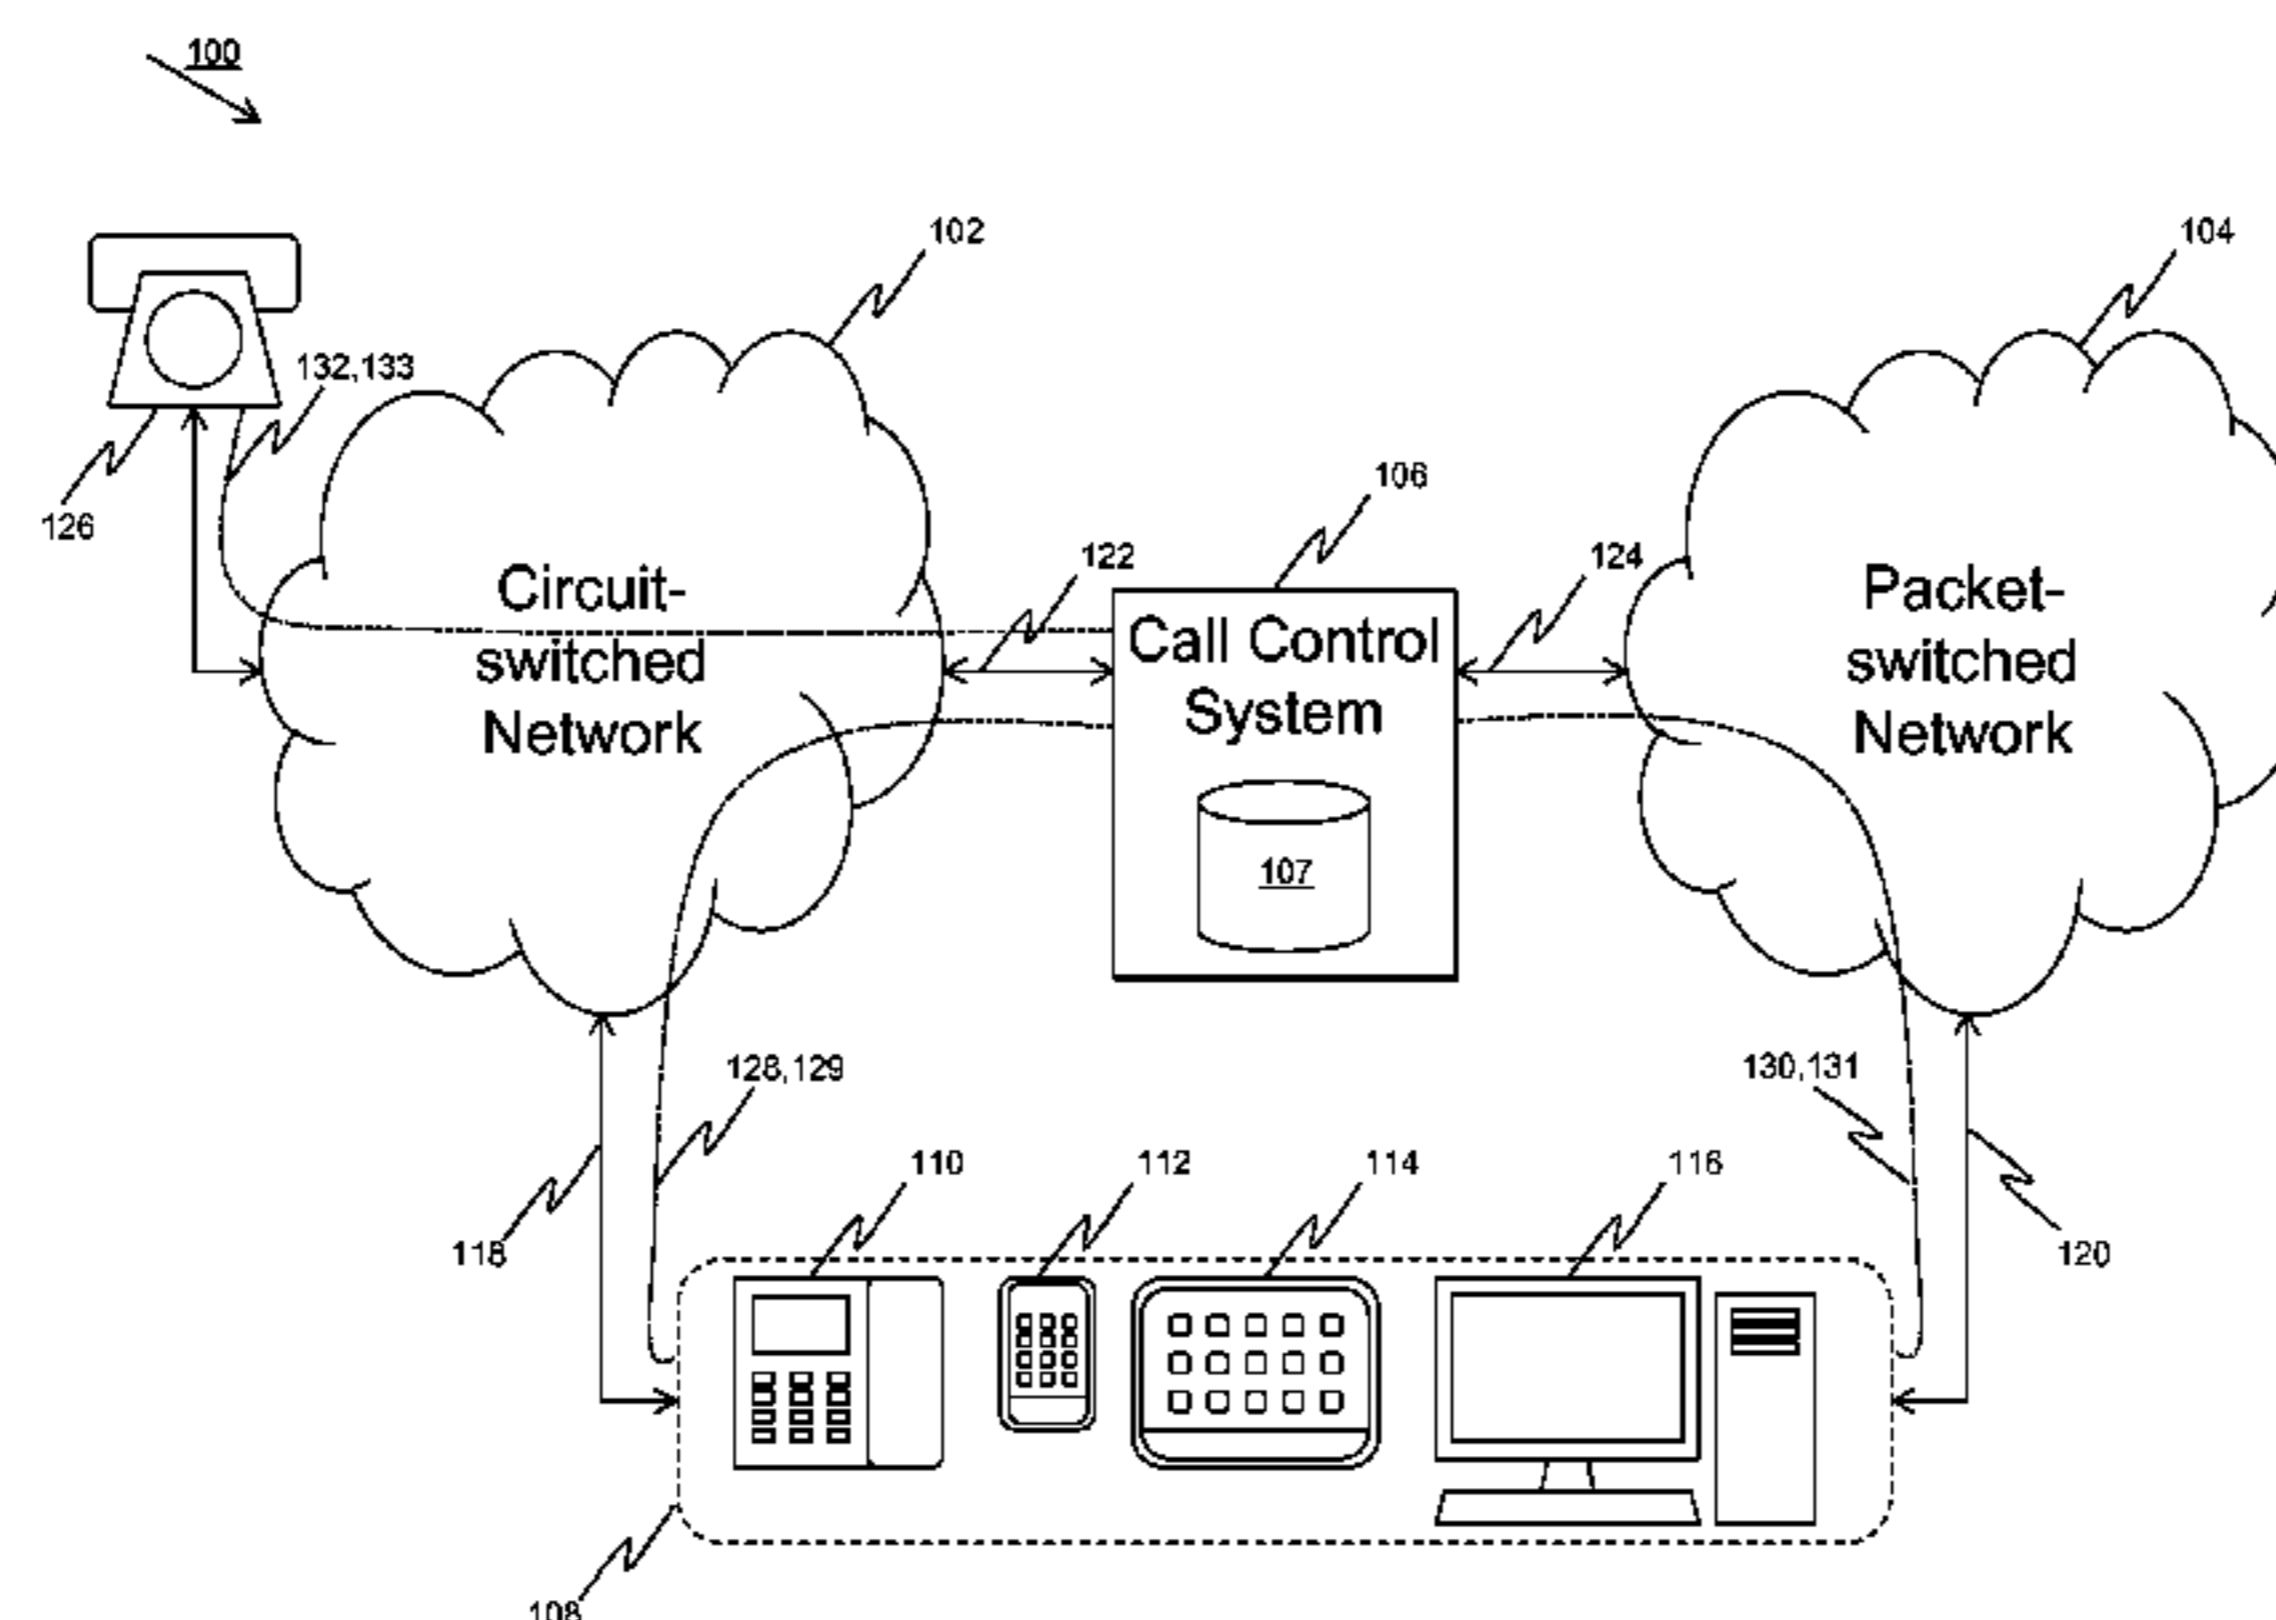 100
102
104
132,133
106
126
122
124
Circuit-
switched
Network
Call Control
System
Packet-
switched
Network
107
128,129
130,131
110
112
114
116
118
120
108